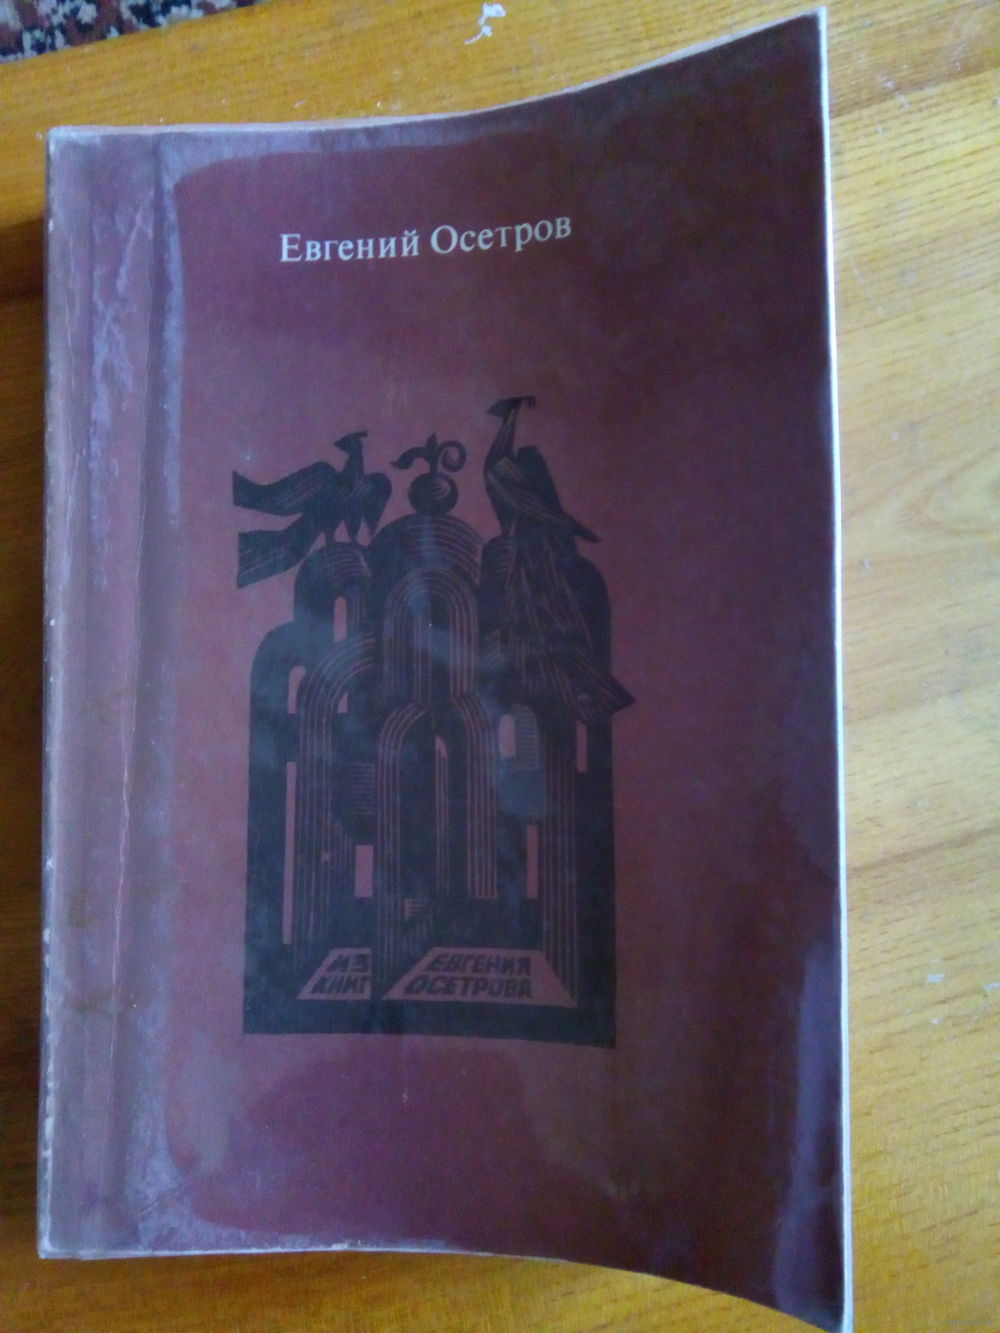 Евгений Осетров
ИЗ
КНИГ
ЕВГЕНИЯ
ОСЕТРОВА